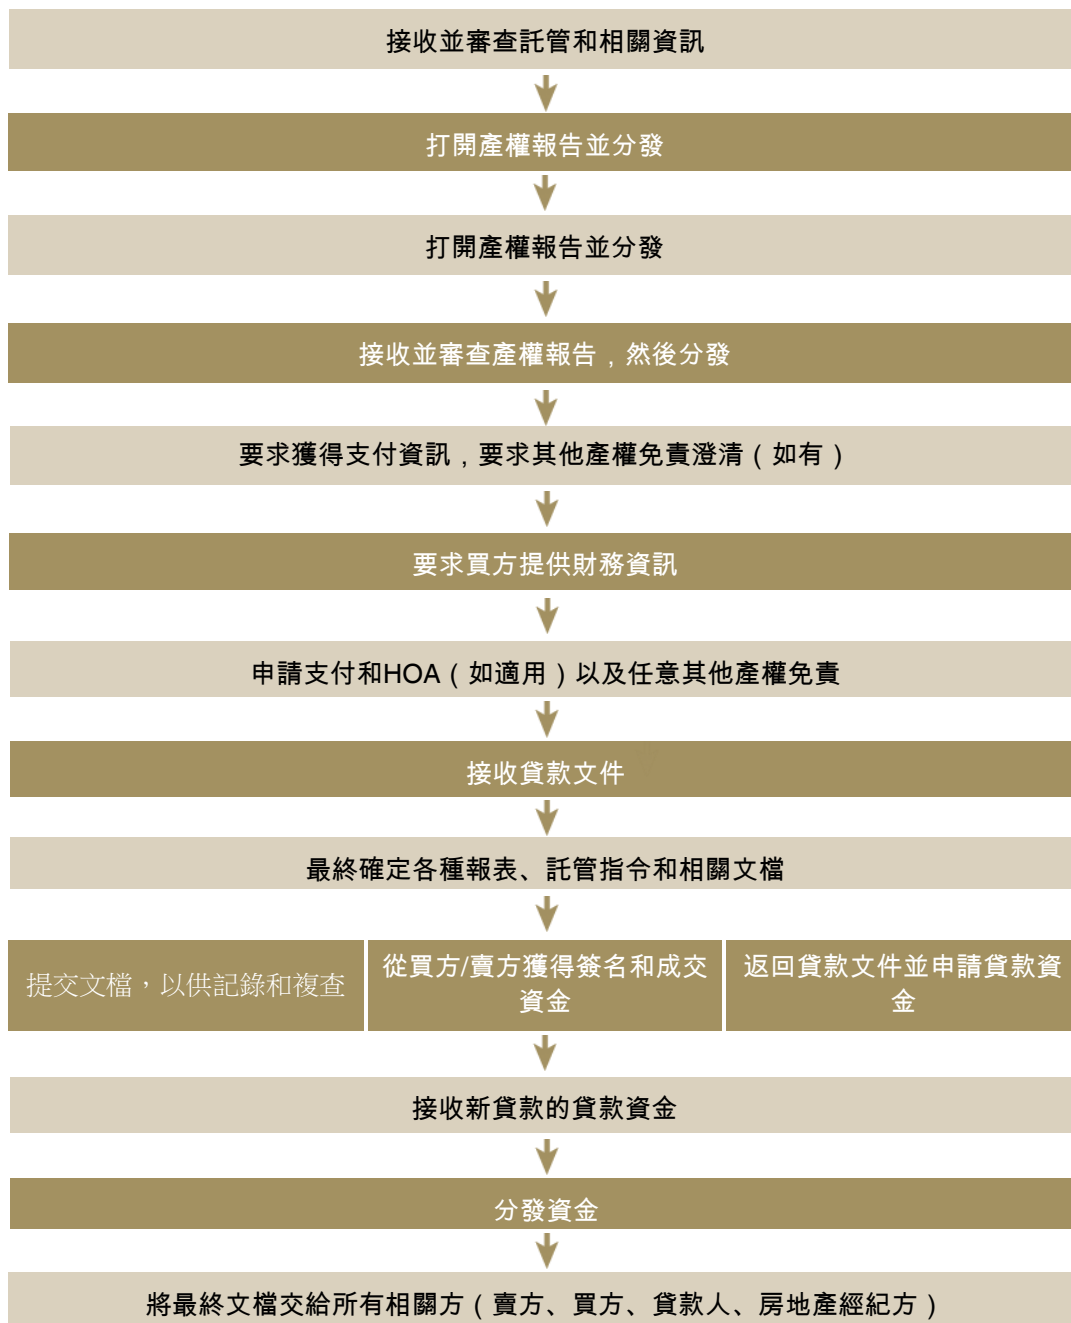 接收並審查託管和相關資訊
打開產權報告並分發
打開產權報告並分發
接收並審查產權報告，然後分發
要求獲得支付資訊，要求其他產權免責澄清（如有）
要求買方提供財務資訊
申請支付和HOA（如適用）以及任意其他產權免責
接收貸款文件
最終確定各種報表、託管指令和相關文檔
提交文檔，以供記錄和複查
從買方/賣方獲得簽名和成交
資金
返回貸款文件並申請貸款資
金
接收新貸款的貸款資金
分發資金
將最終文檔交給所有相關方（賣方、買方、貸款人、房地產經紀方）